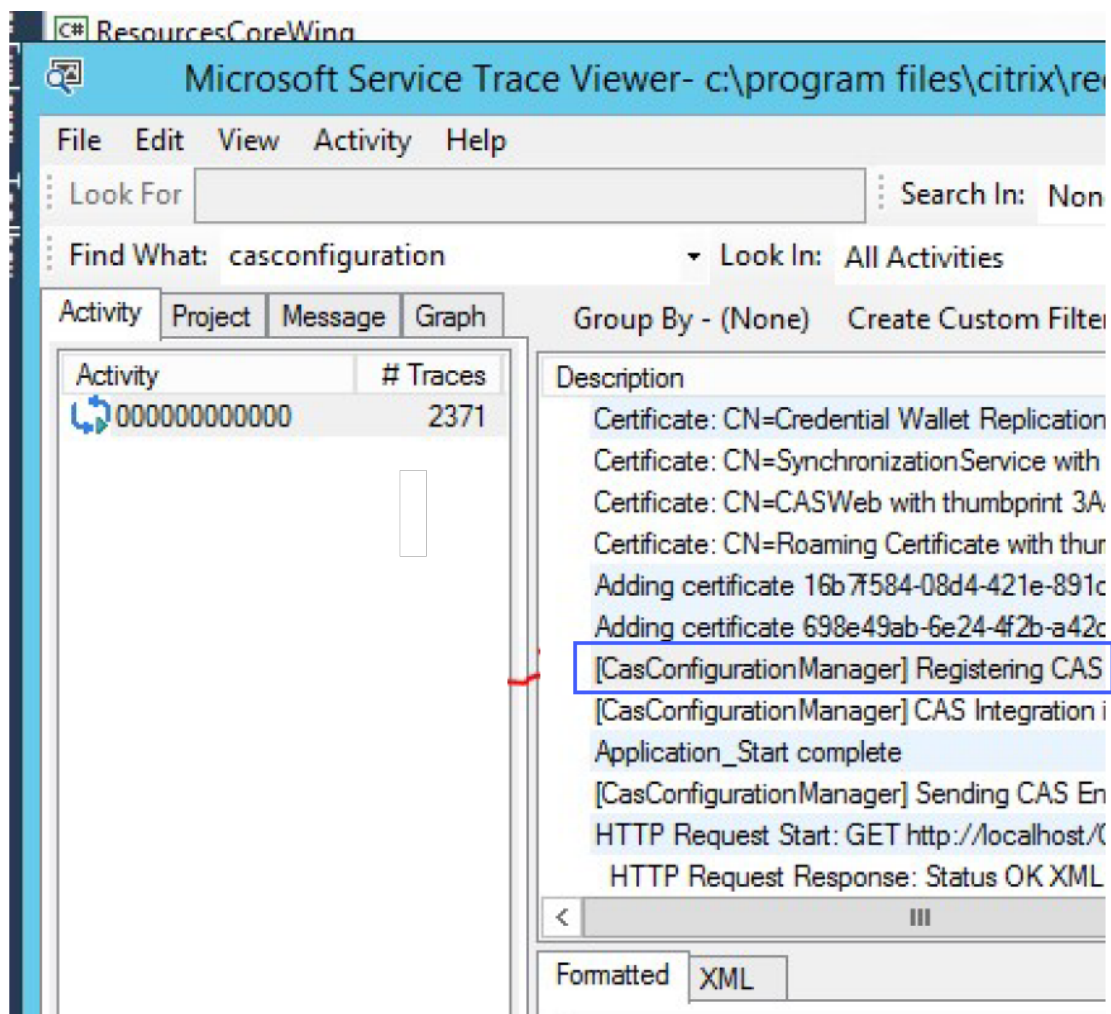 C# ResourcesCoreWing
Microsoft Service Trace Viewer- c:\program files\citrix\re
File Edit View Activity Help
Look For Search In: Non
Find What: casconfiguration Look In: All Activities
Activity Project Message Graph Group By - (None) Create Custom Filter
Activity # Traces Description
000000000000 2371 Certificate: CN=Credential Wallet Replication
Certificate: CN=SynchronizationService with
Certificate: CN=CASWeb with thumbprint 3A
Certificate: CN=Roaming Certificate with thur
Adding certificate 16b7f584-08d4-421e-891c
Adding certificate 698e49ab-6e24-4f2b-a42c
[CasConfigurationManager] Registering CAS
[CasConfigurationManager] CAS Integration i
Application_Start complete
[CasConfigurationManager] Sending CAS En
HTTP Request Start: GET http://localhost/C
HTTP Request Response: Status OK XML
Formatted XML